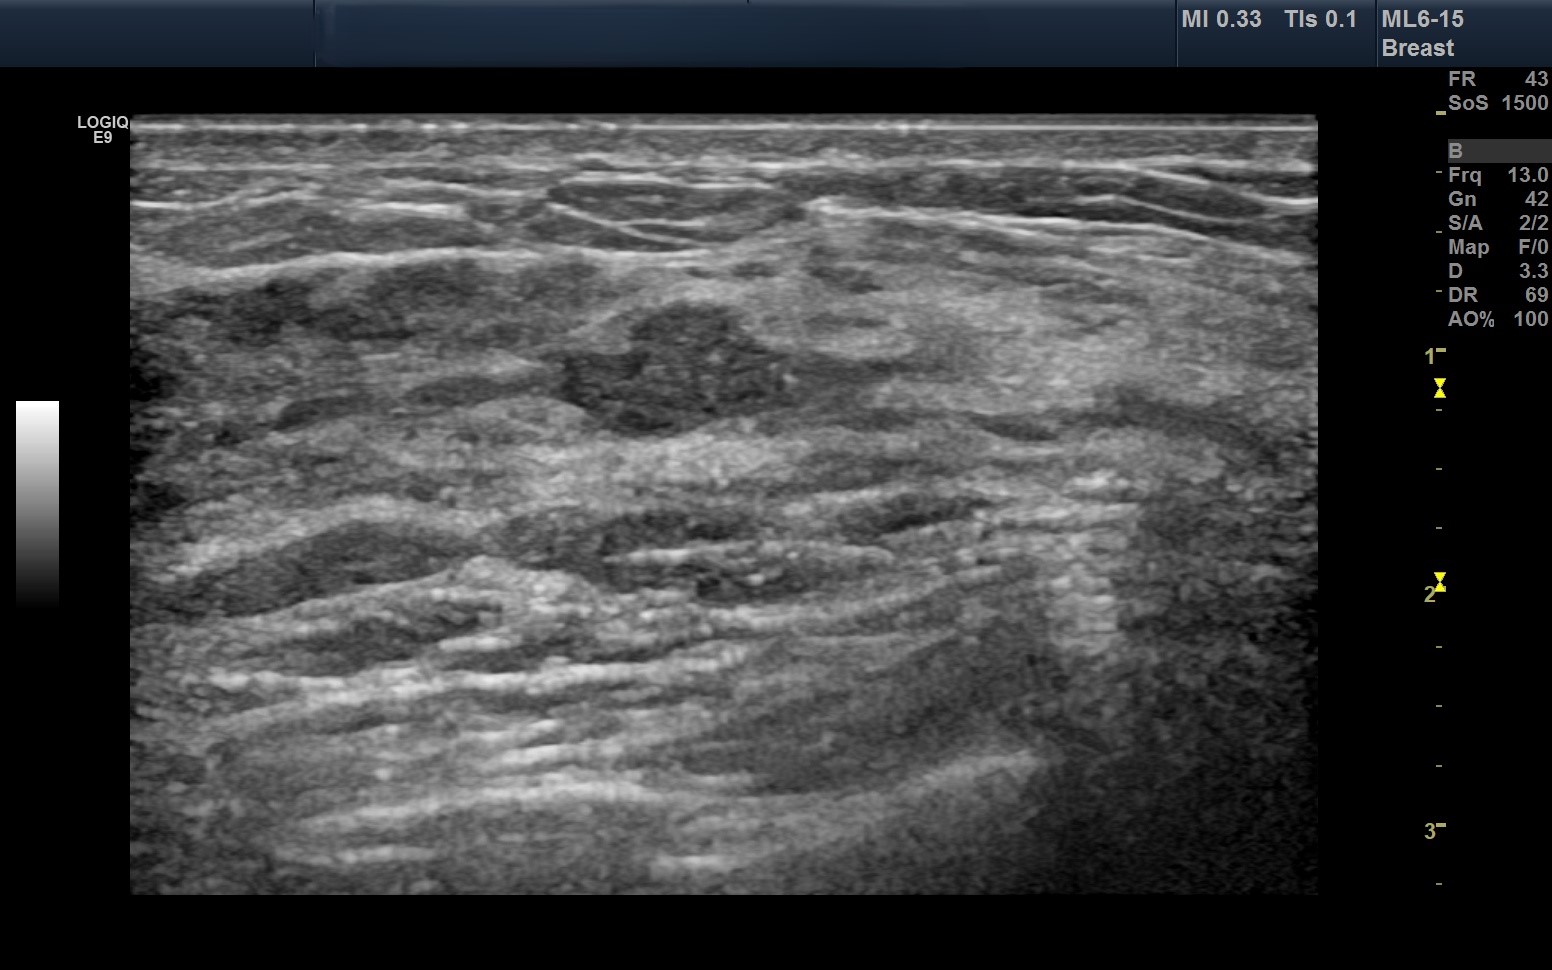 MI 0.33 TIs 0.1 ML6-15
Breast
LOGIQ
E9
FR 43
SoS 1500
B
Frq 13.0
Gn 42
S/A 2/2
Map F/0
D 3.3
DR 69
AO% 100
1
2
3